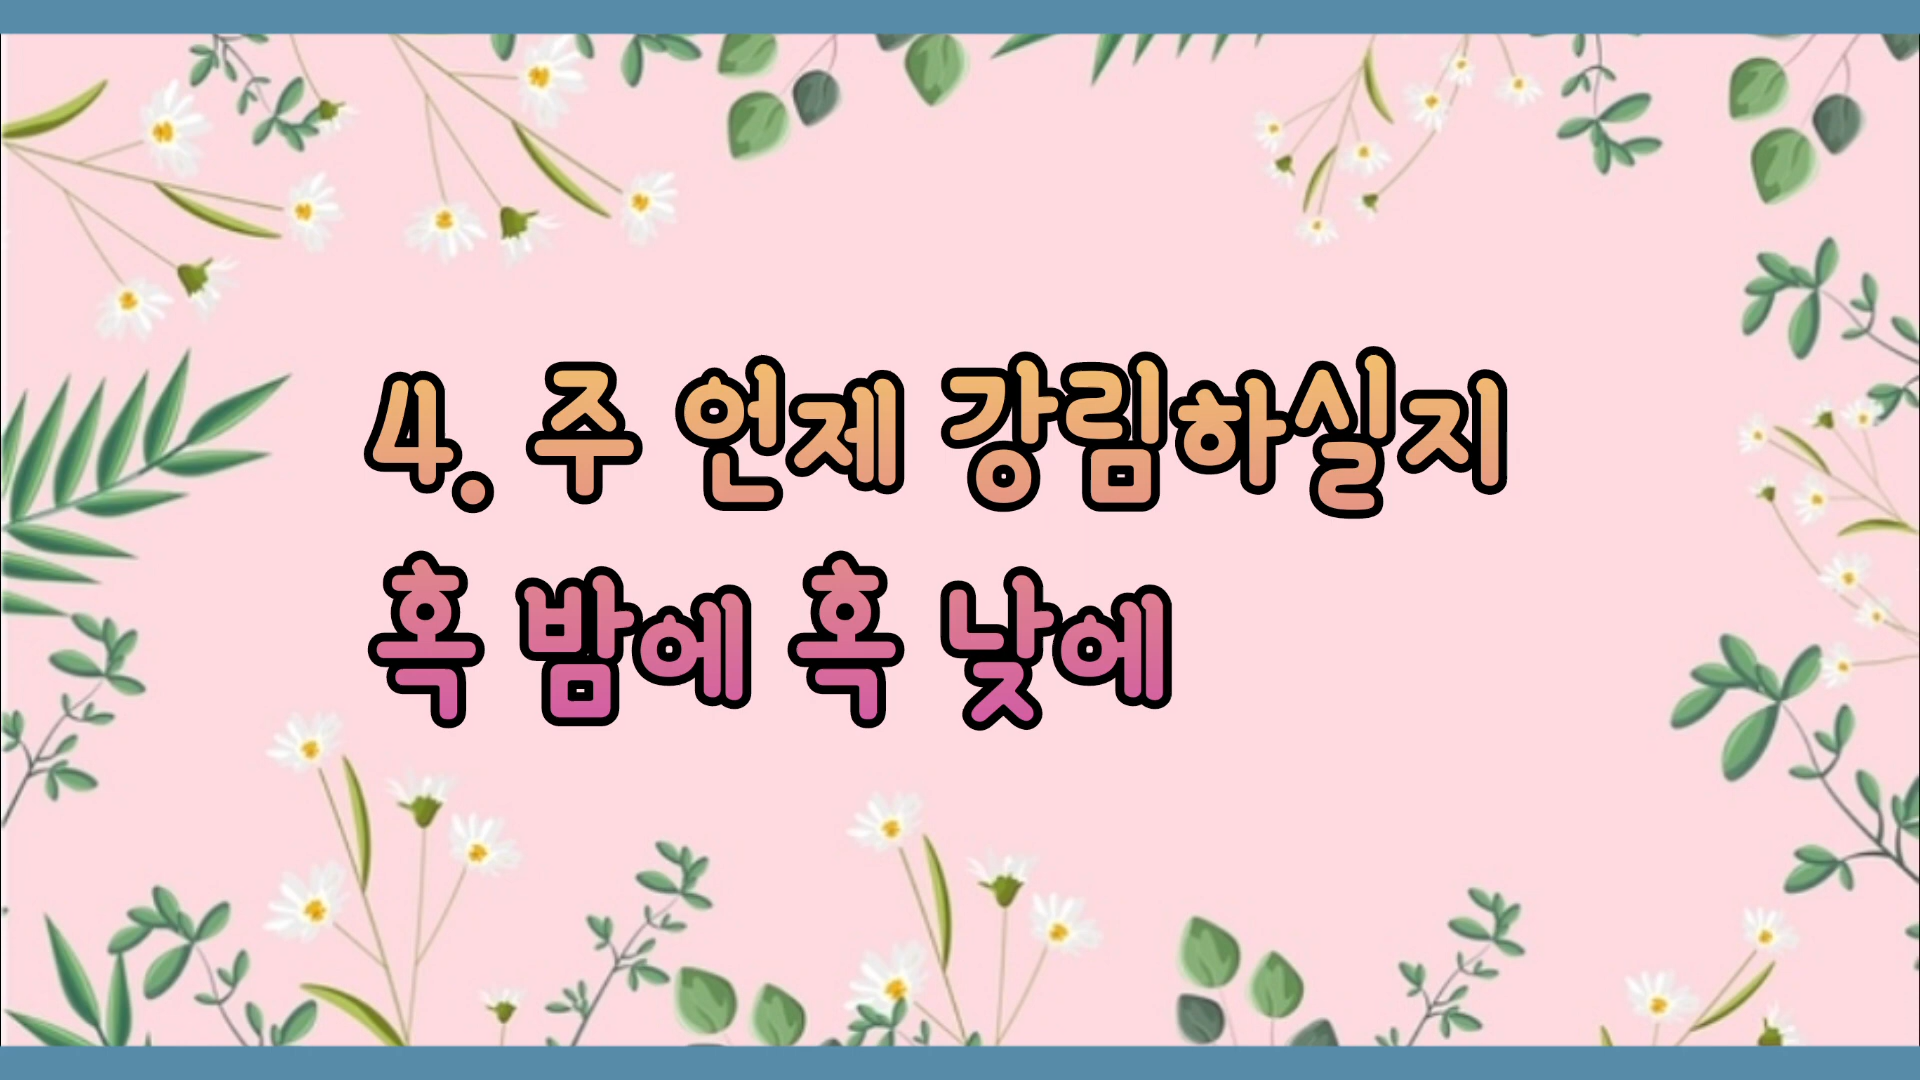 4. 주 언제 강림하실지
혹 밤에 혹 낮에